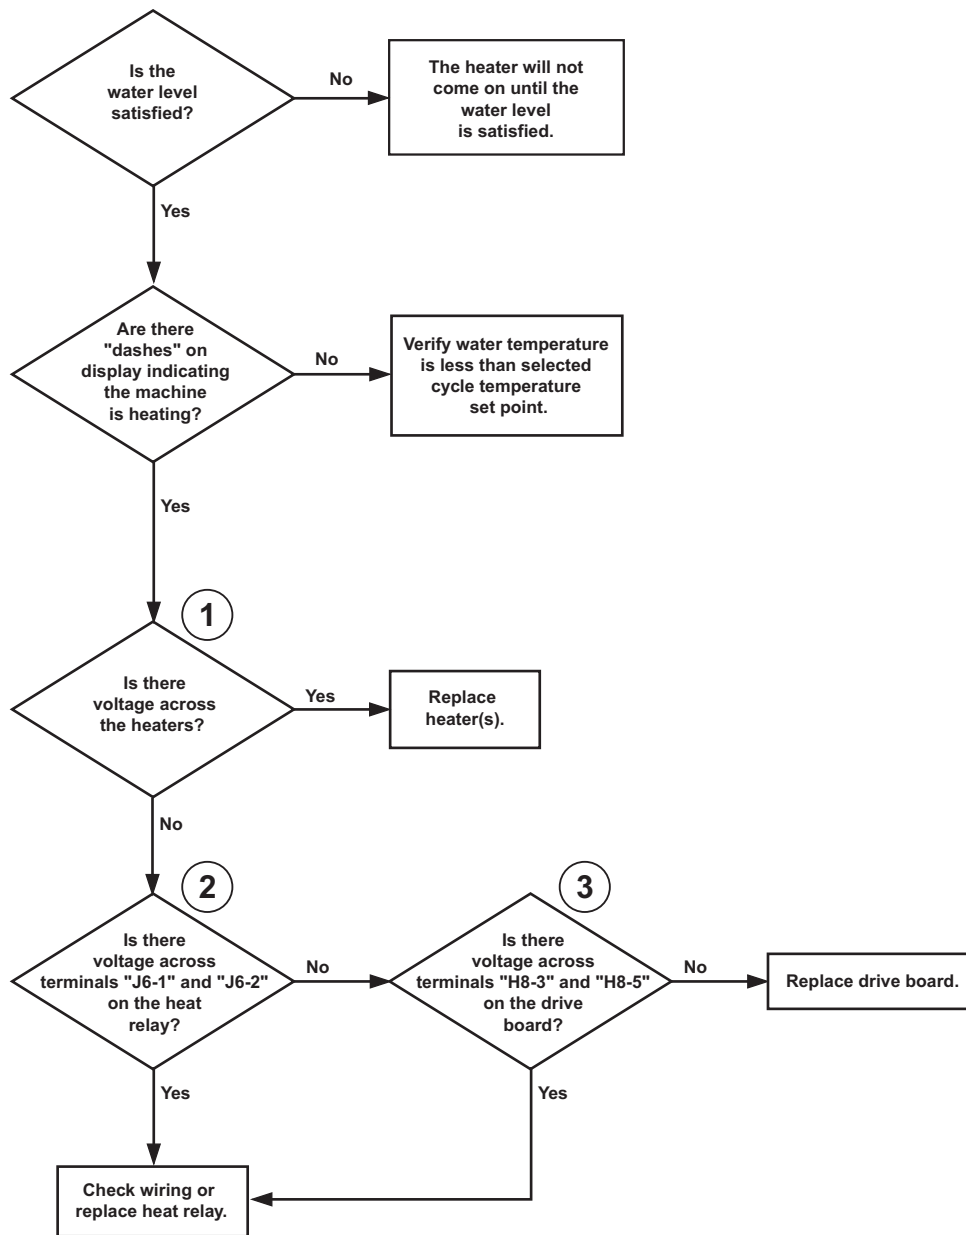 Is the
water level
satisfied?
No
The heater will not
come on until the
water level
is satisfied.
Yes
Are there
"dashes" on
display indicating
the machine
is heating?
No
Verify water temperature
is less than selected
cycle temperature
set point.
Yes
1
Is there
voltage across
the heaters?
Yes
Replace
heater(s).
No
2
Is there
voltage across
terminals "J6-1" and "J6-2"
on the heat
relay?
No
3
Is there
voltage across
terminals "H8-3" and "H8-5"
on the drive
board?
No
Replace drive board.
Yes
Yes
Check wiring or
replace heat relay.